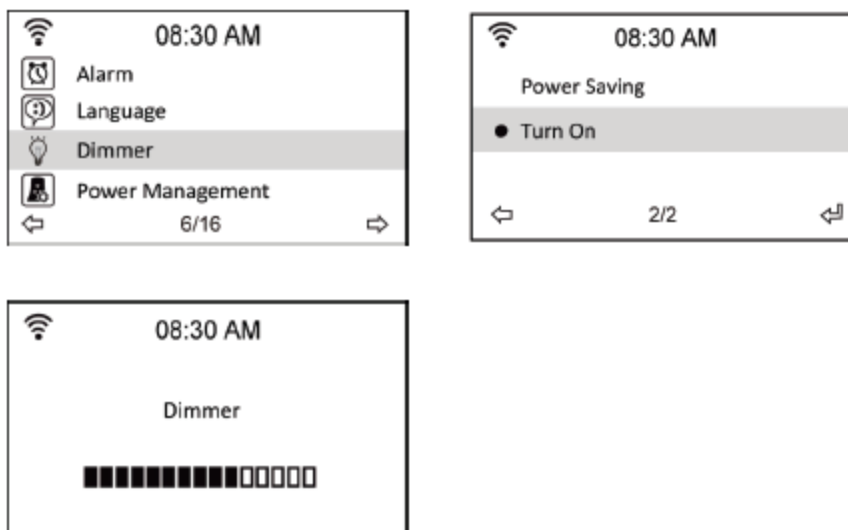 08:30 AM
Alarm
Language
Dimmer
Power Management
6/16
08:30 AM
Power Saving
Turn On
2/2
08:30 AM
Dimmer